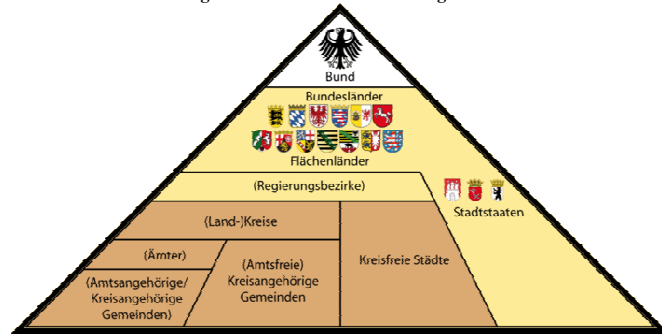 Bund
Bundesländer
Flächenländer
(Regierungsbezirke)
Stadtstaaten
(Land-)Kreise
(Ämter)
(Amtsangehörige/
Kreisangehörige
Gemeinden)
(Amtsfreie)
Kreisangehörige
Gemeinden
Kreisfreie Städte